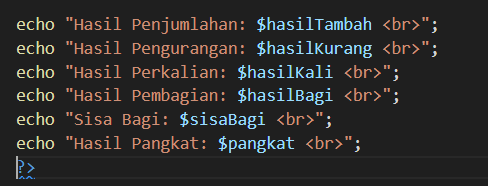 echo "Hasil Penjumlahan: $hasilTambah <br>";
echo "Hasil Pengurangan: $hasilKurang <br>";
echo "Hasil Perkalian: $hasilKali <br>";
echo "Hasil Pembagian: $hasilBagi <br>";
echo "Sisa Bagi: $sisaBagi <br>";
echo "Hasil Pangkat: $pangkat <br>";
?>